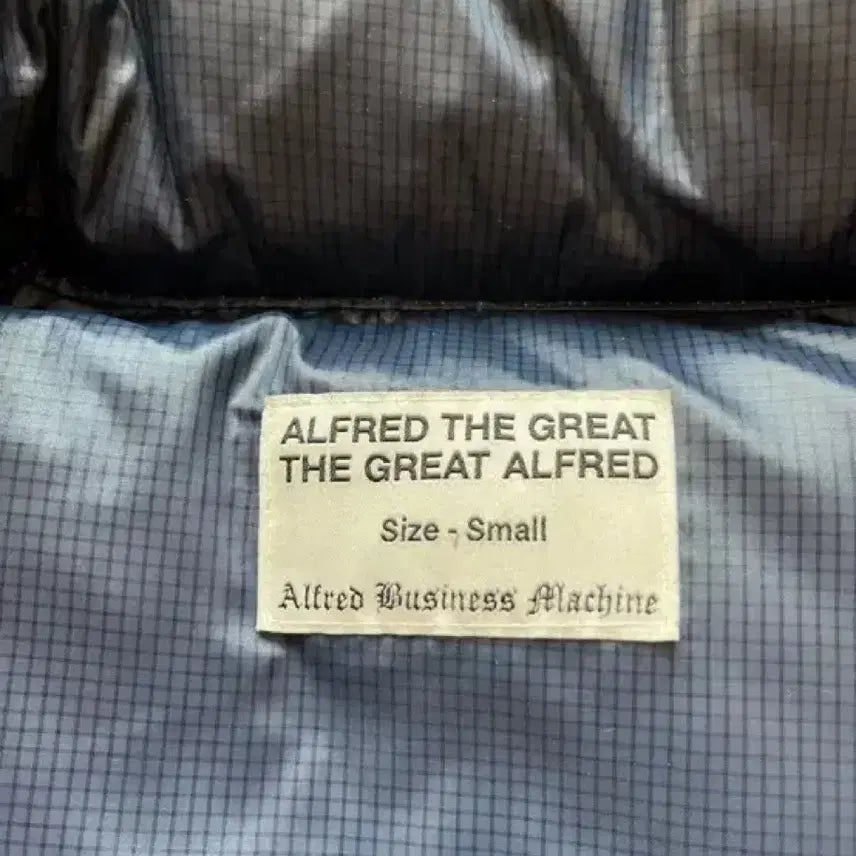 ALFRED THE GREAT
THE GREAT ALFRED
Size - Small
Alfred Business Machine